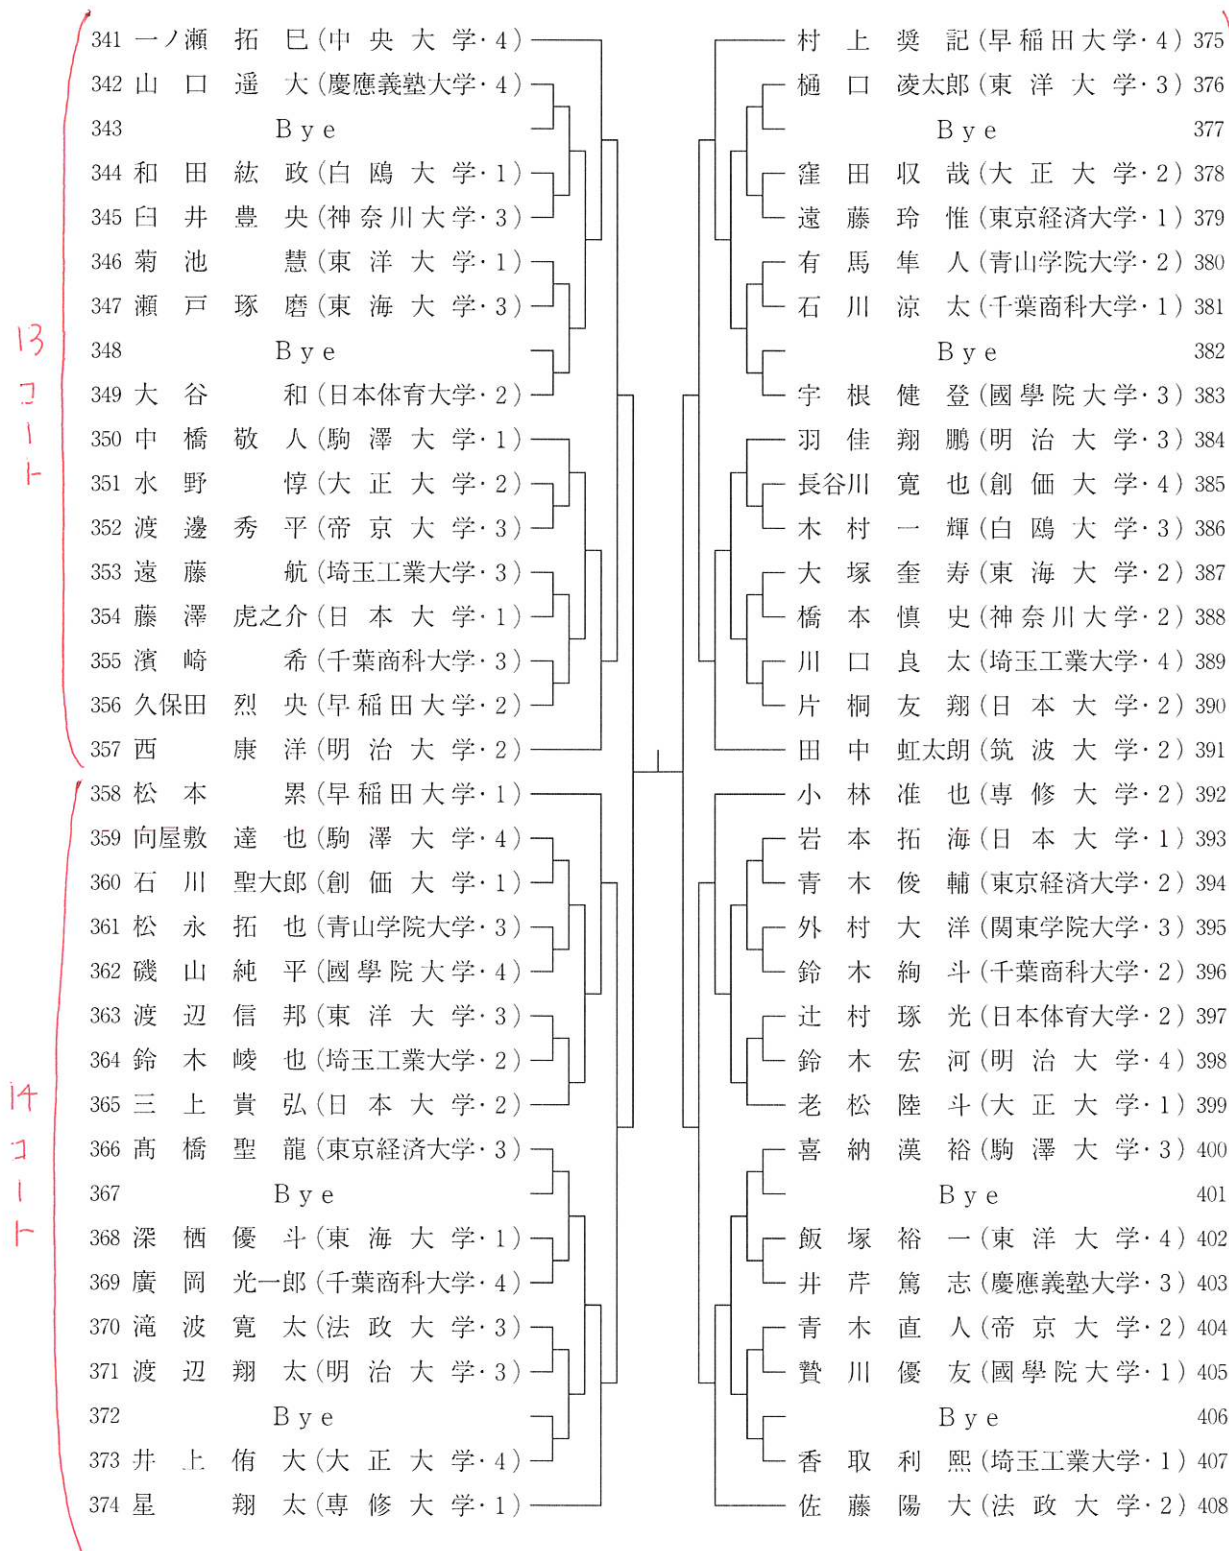 341 一ノ瀬 拓巳 (中央大学・4)
342 山口 遥大 (慶應義塾大学・4)
343 Bye
344 和田 紘政 (白鷗大学・1)
345 臼井 豊央 (神奈川大学・3)
346 菊池 慧 (東洋大学・1)
347 瀬戸 琢磨 (東海大学・3)
348 Bye
349 大谷 和 (日本体育大学・2)
350 中橋 敬人 (駒澤大学・1)
351 水野 惇 (大正大学・2)
352 渡邊 秀平 (帝京大学・3)
353 遠藤 航 (埼玉工業大学・3)
354 藤澤 虎之介 (日本大学・1)
355 濱崎 希 (千葉商科大学・3)
356 久保田 烈央 (早稲田大学・2)
357 西 康洋 (明治大学・2)
13コート
358 松本 累 (早稲田大学・1)
359 向屋敷 達也 (駒澤大学・4)
360 石川 聖大郎 (創価大学・1)
361 松永 拓也 (青山学院大学・3)
362 磯山 純平 (國學院大学・4)
363 渡辺 信邦 (東洋大学・3)
364 鈴木 崚也 (埼玉工業大学・2)
365 三上 貴弘 (日本大学・2)
366 髙橋 聖龍 (東京経済大学・3)
367 Bye
368 深栖 優斗 (東海大学・1)
369 廣岡 光一郎 (千葉商科大学・4)
370 滝波 寛太 (法政大学・3)
371 渡辺 翔太 (明治大学・3)
372 Bye
373 井上 侑大 (大正大学・4)
374 星 翔太 (専修大学・1)
14コート
村上 奨記 (早稲田大学・4) 375
樋口 凌太郎 (東洋大学・3) 376
Bye 377
窪田 収哉 (大正大学・2) 378
遠藤 玲惟 (東京経済大学・1) 379
有馬 隼人 (青山学院大学・2) 380
石川 涼太 (千葉商科大学・1) 381
Bye 382
宇根 健登 (國學院大学・3) 383
羽佳 翔鵬 (明治大学・3) 384
長谷川 寛也 (創価大学・4) 385
木村 一輝 (白鷗大学・3) 386
大塚 奎寿 (東海大学・2) 387
橋本 慎史 (神奈川大学・2) 388
川口 良太 (埼玉工業大学・4) 389
片桐 友翔 (日本大学・2) 390
田中 虹太朗 (筑波大学・2) 391
小林 准也 (専修大学・2) 392
岩本 拓海 (日本大学・1) 393
青木 俊輔 (東京経済大学・2) 394
外村 大洋 (関東学院大学・3) 395
鈴木 絢斗 (千葉商科大学・2) 396
辻村 琢光 (日本体育大学・2) 397
鈴木 宏河 (明治大学・4) 398
老松 陸斗 (大正大学・1) 399
喜納 漢裕 (駒澤大学・3) 400
Bye 401
飯塚 裕一 (東洋大学・4) 402
井芹 篤志 (慶應義塾大学・3) 403
青木 直人 (帝京大学・2) 404
贄川 優友 (國學院大学・1) 405
Bye 406
香取 利熙 (埼玉工業大学・1) 407
佐藤 陽大 (法政大学・2) 408